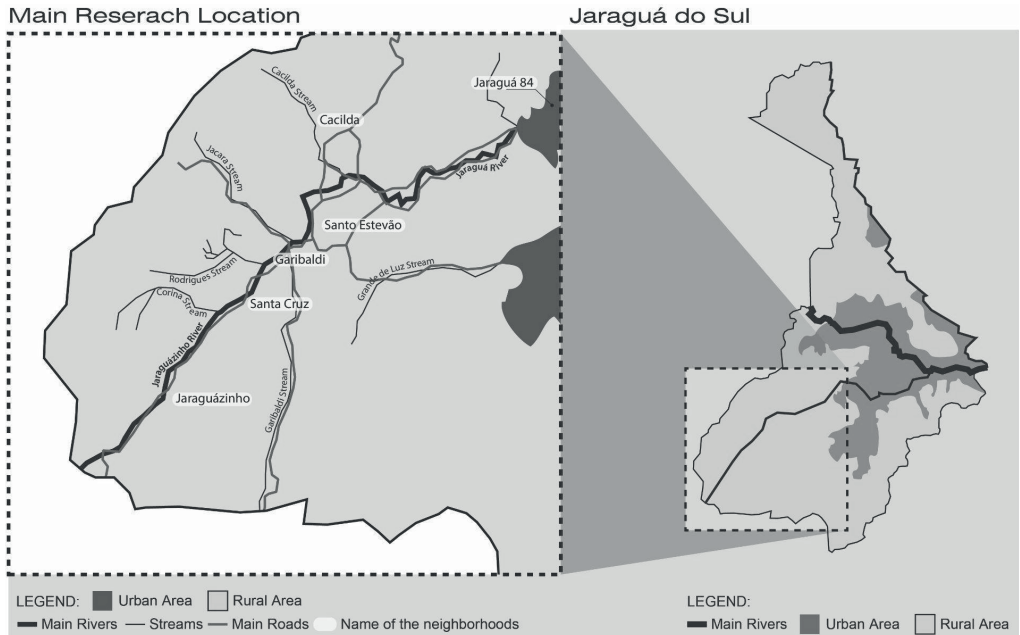 Main Reserach Location
Jaraguá do Sul
Jaraguá 84
Cacilda Stream
Cacilda
Jacara Stream
Jaraguá River
Santo Estevão
Garibaldi
Grande de Luz Stream
Rodrigues Stream
Corina Stream
Santa Cruz
Jaraguázinho River
Jaraguázinho
Garibaldi Stream
LEGEND: Urban Area Rural Area
Main Rivers Streams Main Roads Name of the neighborhoods
LEGEND:
Main Rivers Urban Area Rural Area